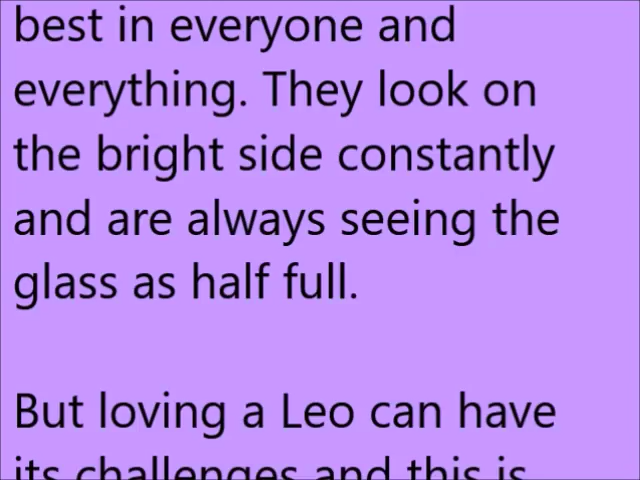 best in everyone and
everything. They look on
the bright side constantly
and are always seeing the
glass as half full.
But loving a Leo can have
its challenges and this is